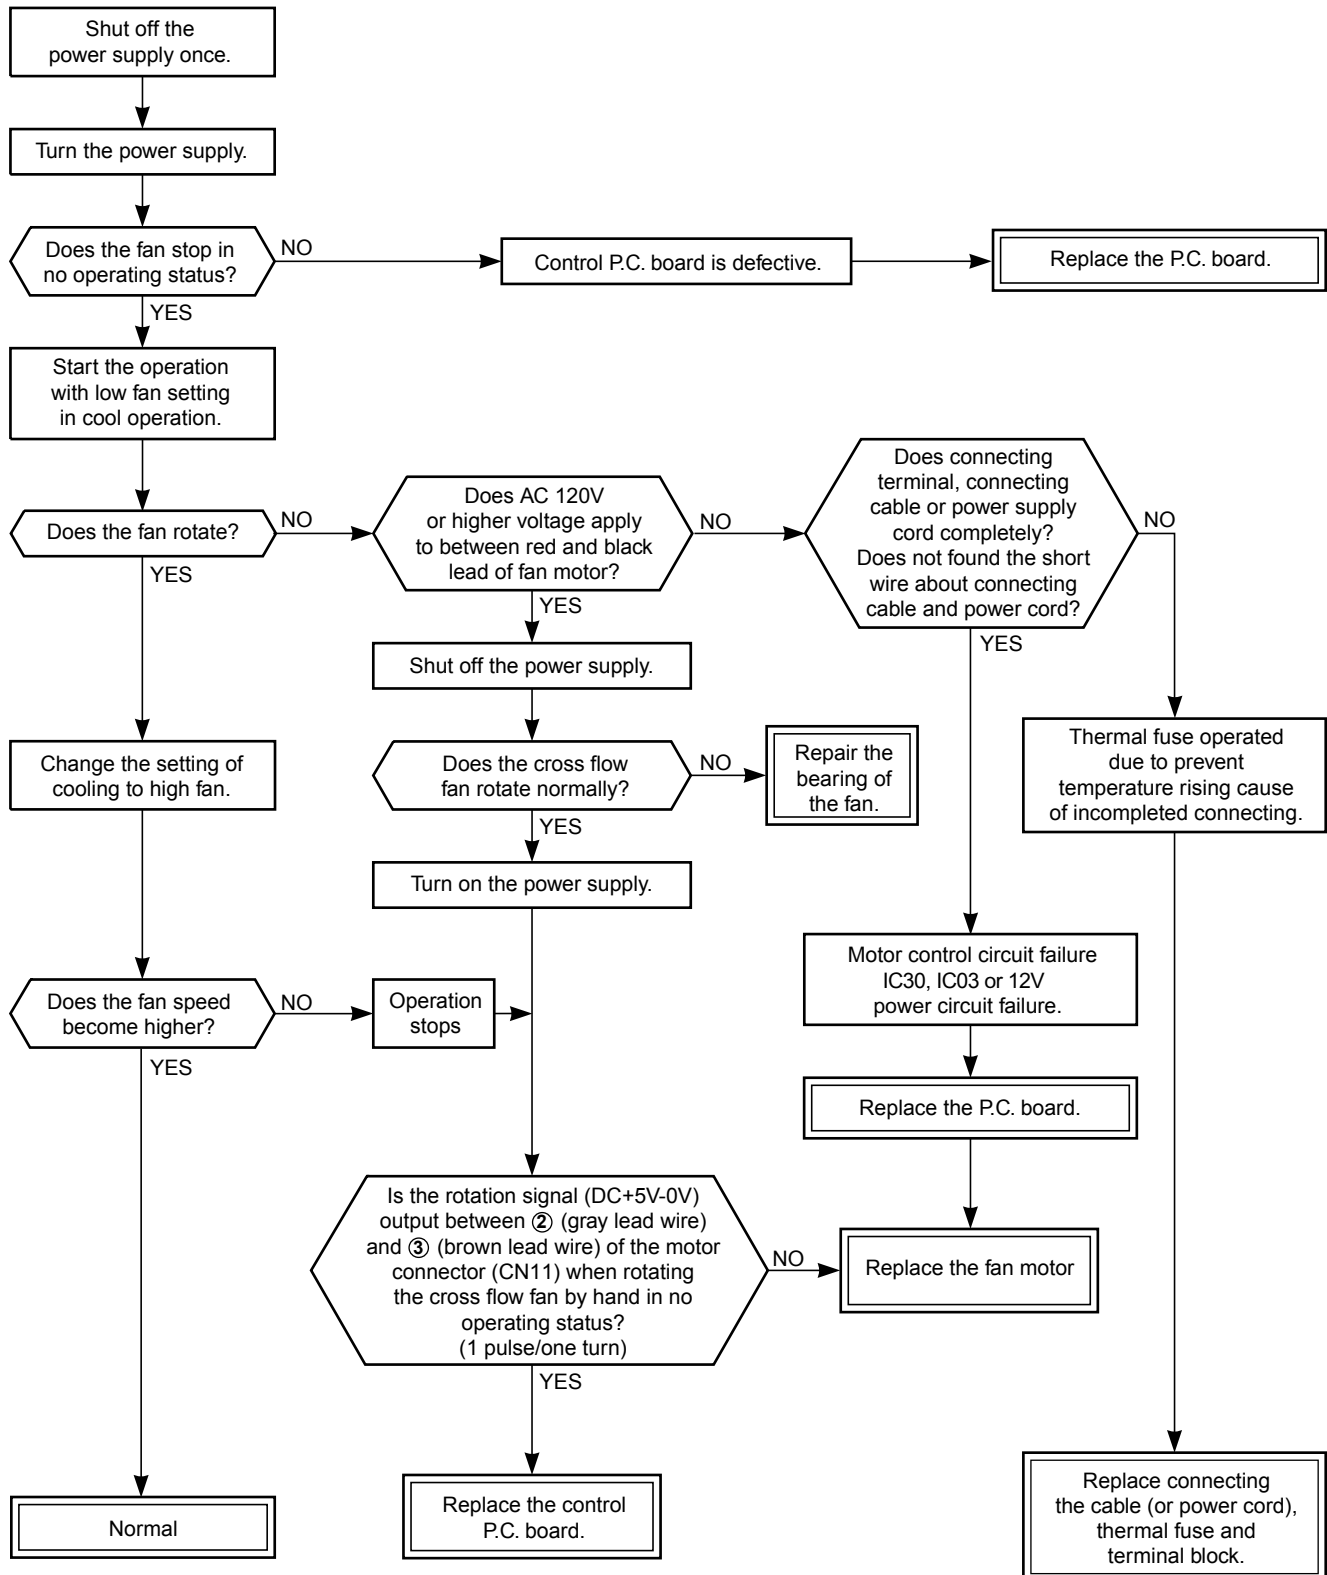 Shut off the
power supply once.
Turn the power supply.
Does the fan stop in
no operating status?
NO
Control P.C. board is defective.
Replace the P.C. board.
YES
Start the operation
with low fan setting
in cool operation.
Does the fan rotate?
NO
Does AC 120V
or higher voltage apply
to between red and black
lead of fan motor?
NO
Does connecting
terminal, connecting
cable or power supply
cord completely?
Does not found the short
wire about connecting
cable and power cord?
NO
YES
YES
YES
Shut off the power supply.
Change the setting of
cooling to high fan.
Does the cross flow
fan rotate normally?
NO
Repair the
bearing of
the fan.
Thermal fuse operated
due to prevent
temperature rising cause
of incompleted connecting.
YES
Turn on the power supply.
Motor control circuit failure
IC30, IC03 or 12V
power circuit failure.
Does the fan speed
become higher?
NO
Operation
stops
YES
Replace the P.C. board.
Is the rotation signal (DC+5V-0V)
output between ② (gray lead wire)
and ③ (brown lead wire) of the motor
connector (CN11) when rotating
the cross flow fan by hand in no
operating status?
(1 pulse/one turn)
NO
Replace the fan motor
YES
Normal
Replace the control
P.C. board.
Replace connecting
the cable (or power cord),
thermal fuse and
terminal block.